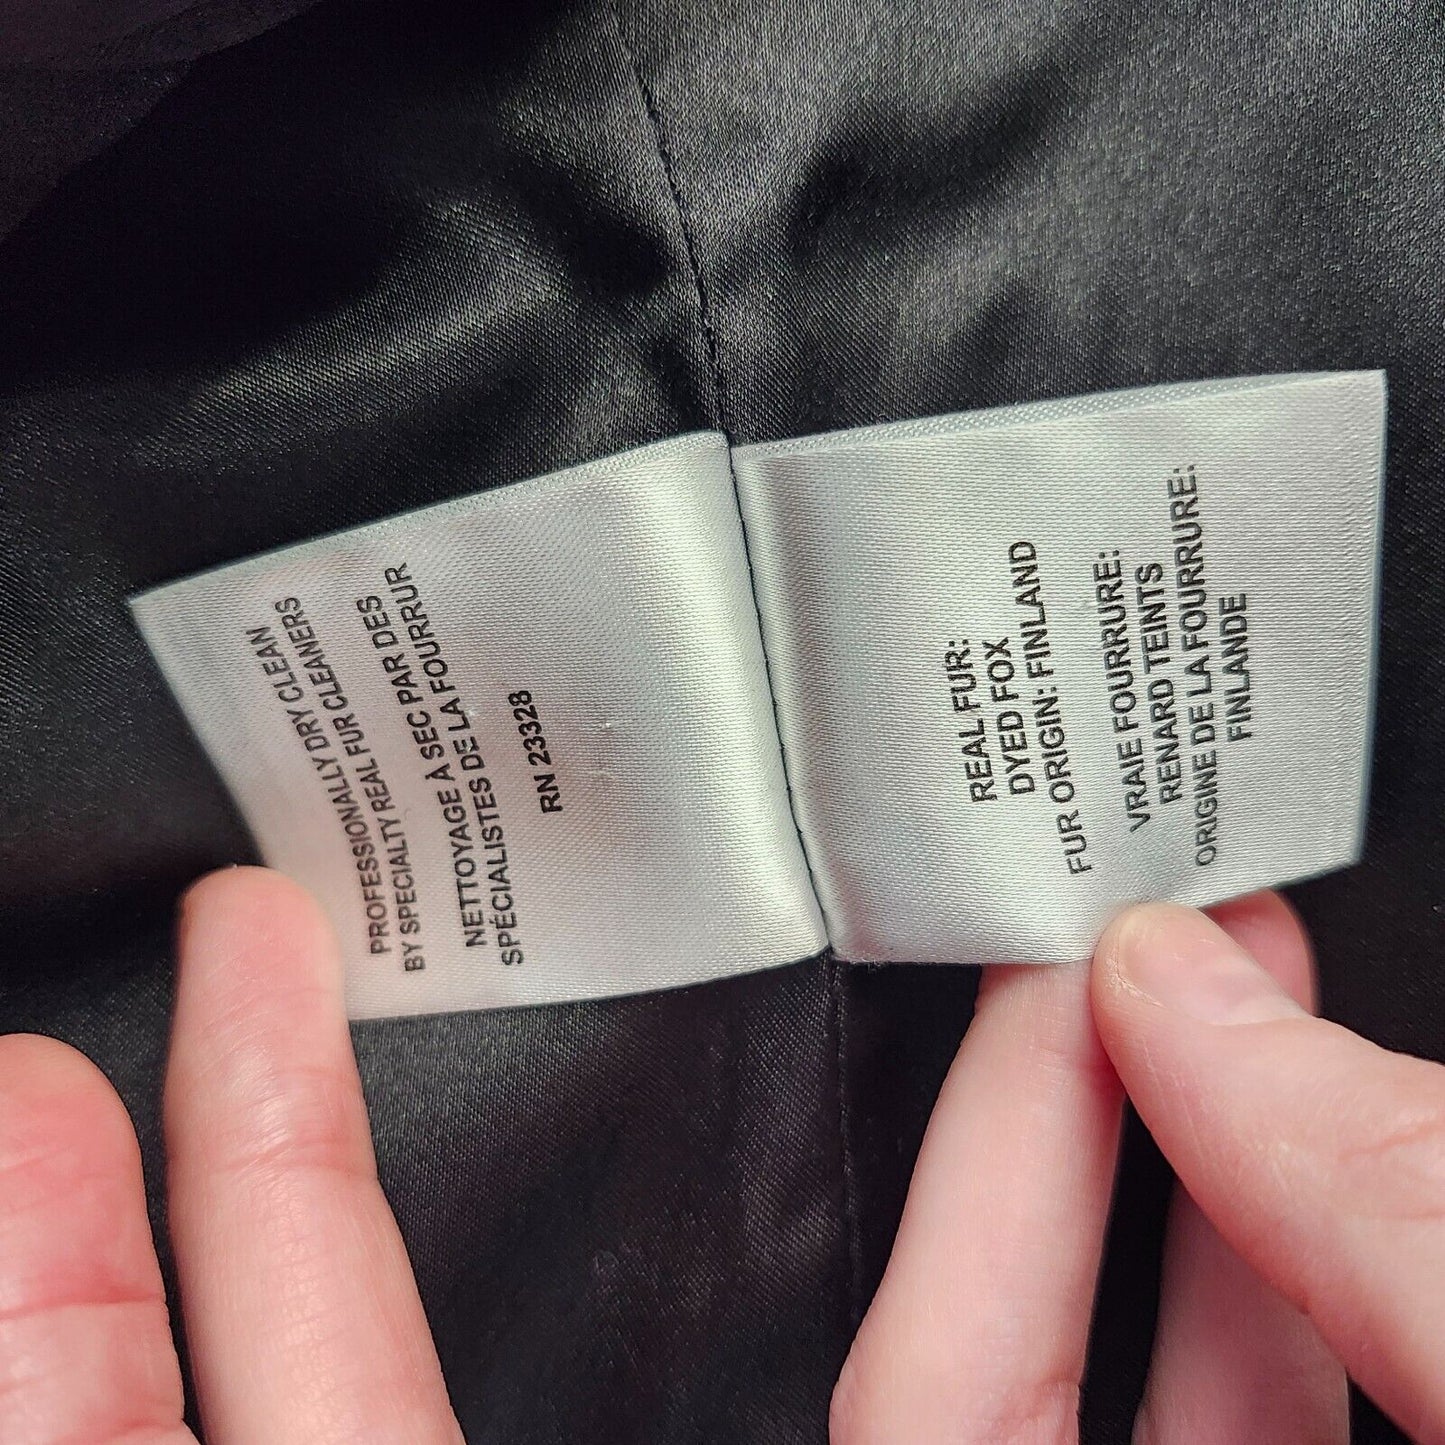 PROFESSIONALLY DRY CLEAN
BY SPECIALTY REAL FUR CLEANERS
NETTOYAGE A SEC PAR DES
SPÉCIALISTES DE LA FOURRUR
RN 23328
REAL FUR:
DYED FOX
FUR ORIGIN: FINLAND
VRAIE FOURRURE:
RENARD TEINTS
ORIGINE DE LA FOURRURE:
FINLANDE